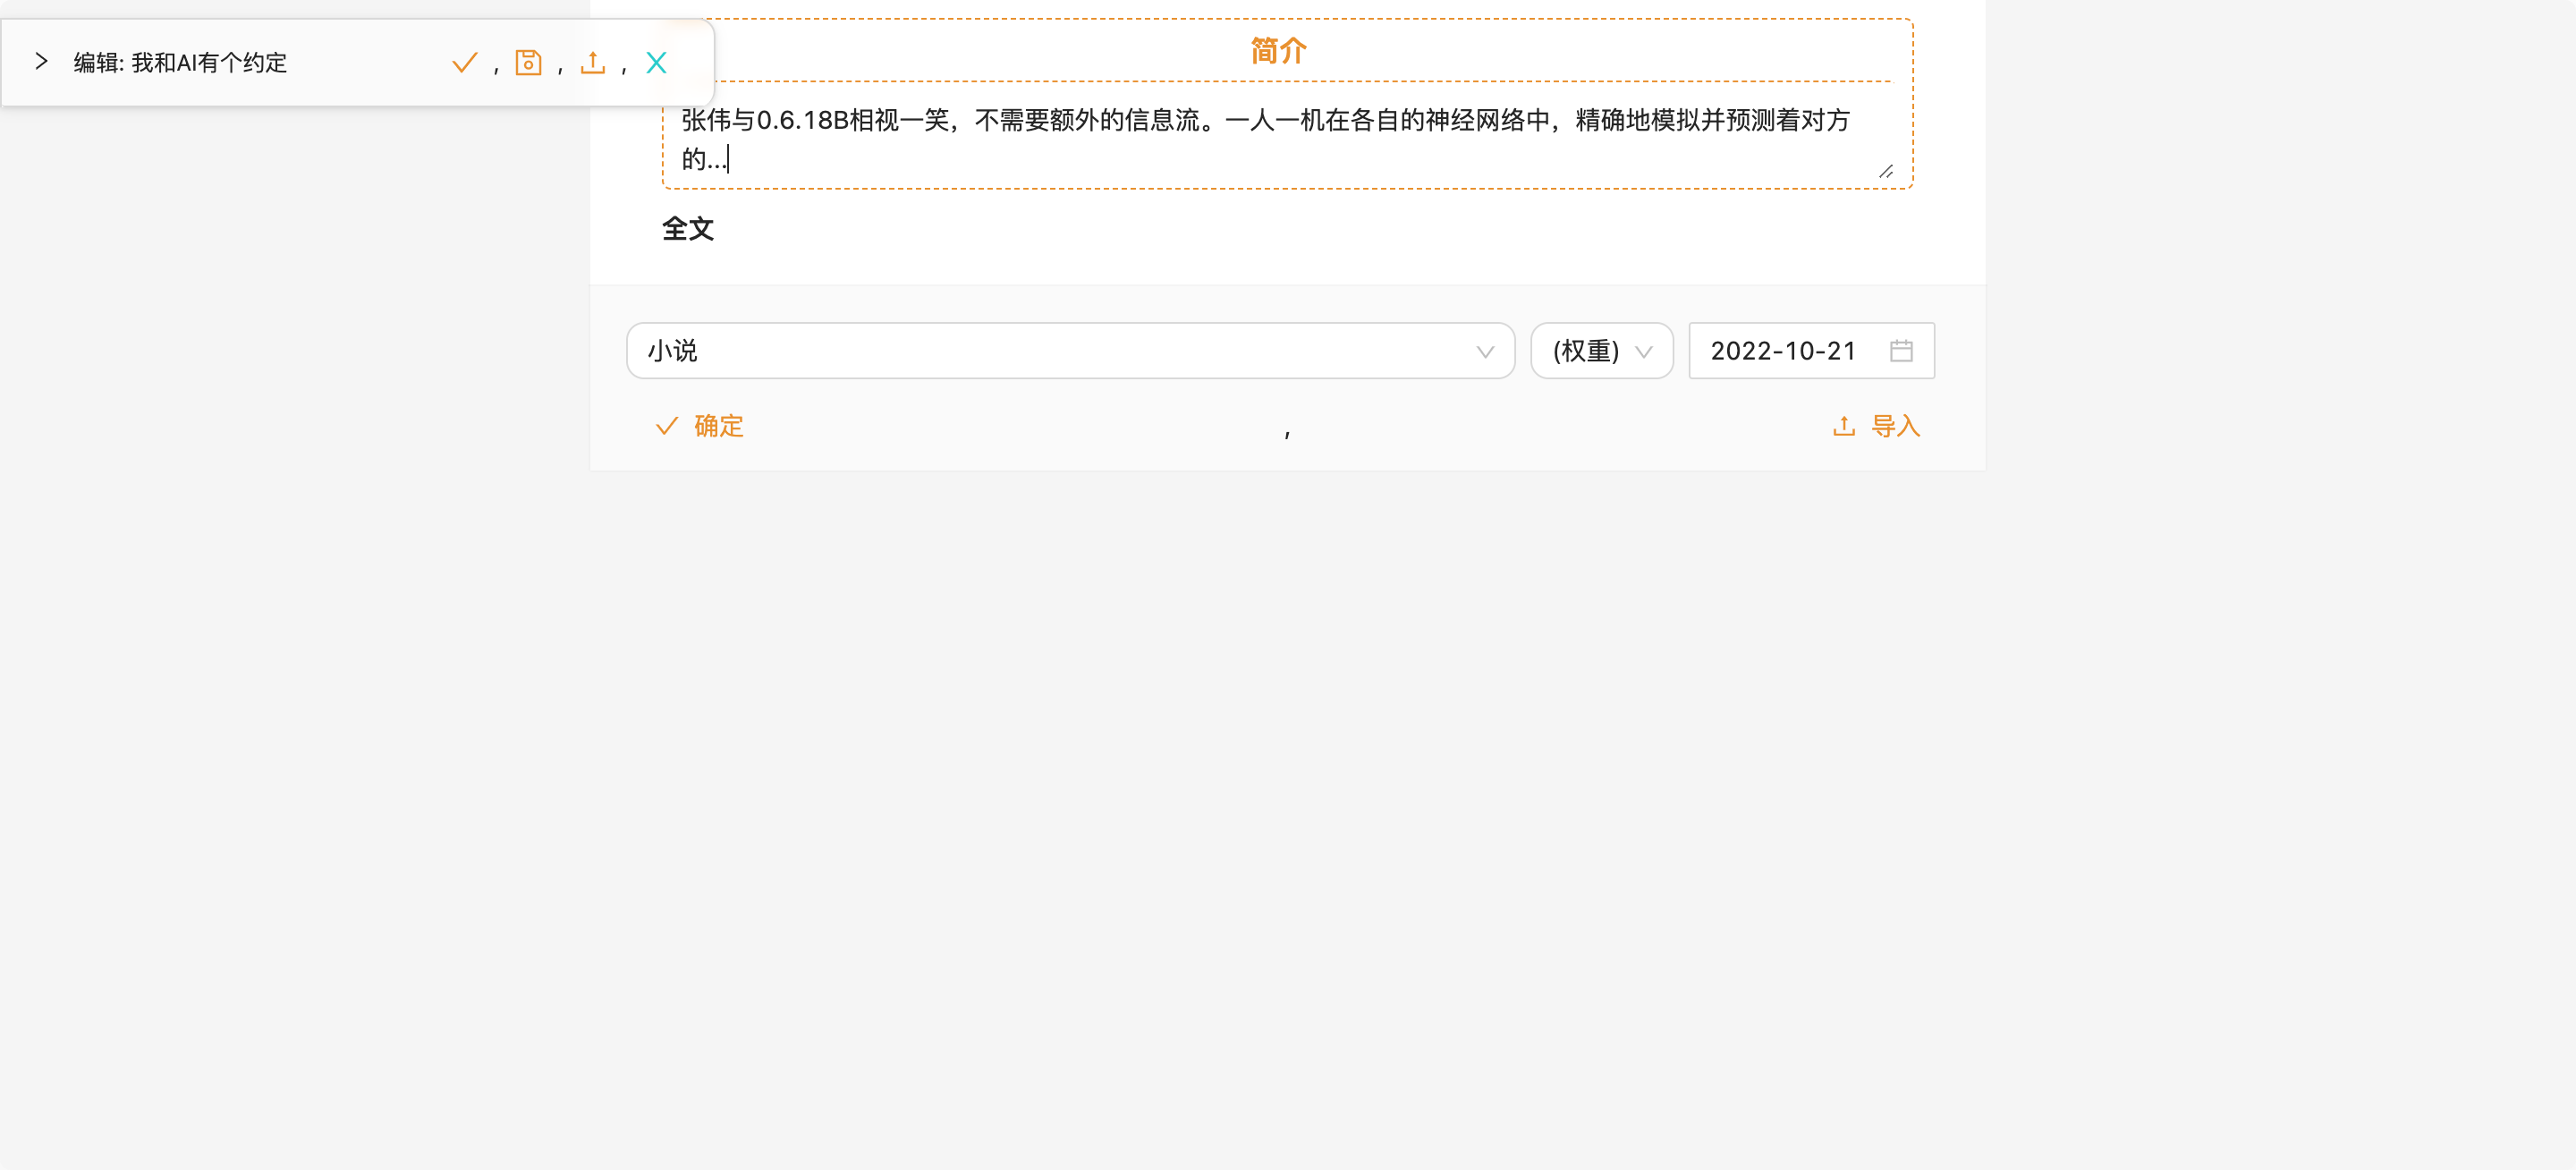 编辑: 我和AI有个约定
, , ,
简介
张伟与0.6.18B相视一笑，不需要额外的信息流。一人一机在各自的神经网络中，精确地模拟并预测着对方
的...
全文
小说 (权重) 2022-10-21
确定 , 导入